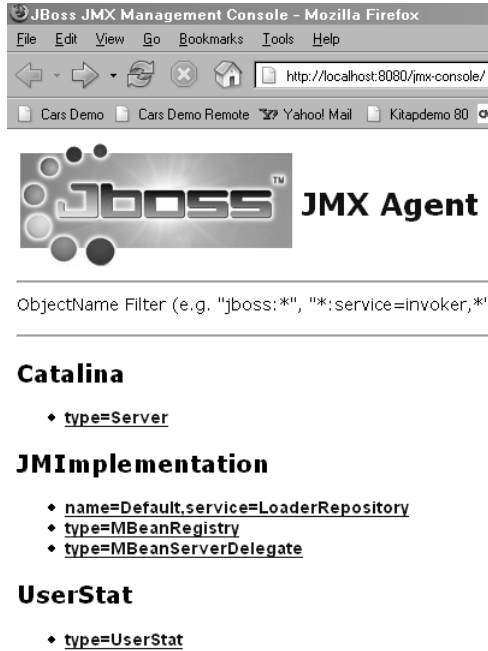 JBoss JMX Management Console - Mozilla Firefox
File Edit View Go Bookmarks Tools Help
http://localhost:8080/jmx-console/
Cars Demo Cars Demo Remote Yahoo! Mail Kitapdemo 80
Jboss™ JMX Agent
ObjectName Filter (e.g. "jboss:*", "*:service=invoker,*"
Catalina
type=Server
JMImplementation
name=Default,service=LoaderRepository
type=MBeanRegistry
type=MBeanServerDelegate
UserStat
type=UserStat